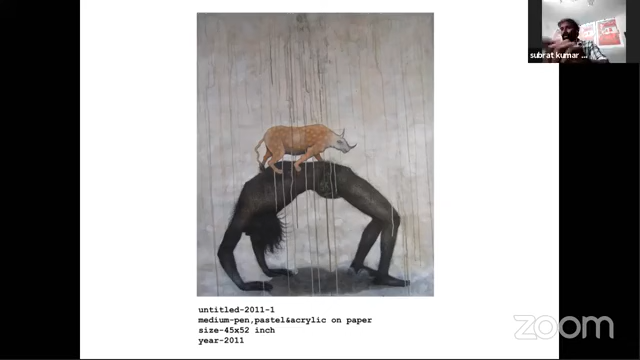 subrat kumar ...
untitled-2011-1
medium-pen,pastel&acrylic on paper
size-45x52 inch
year-2011
zoom